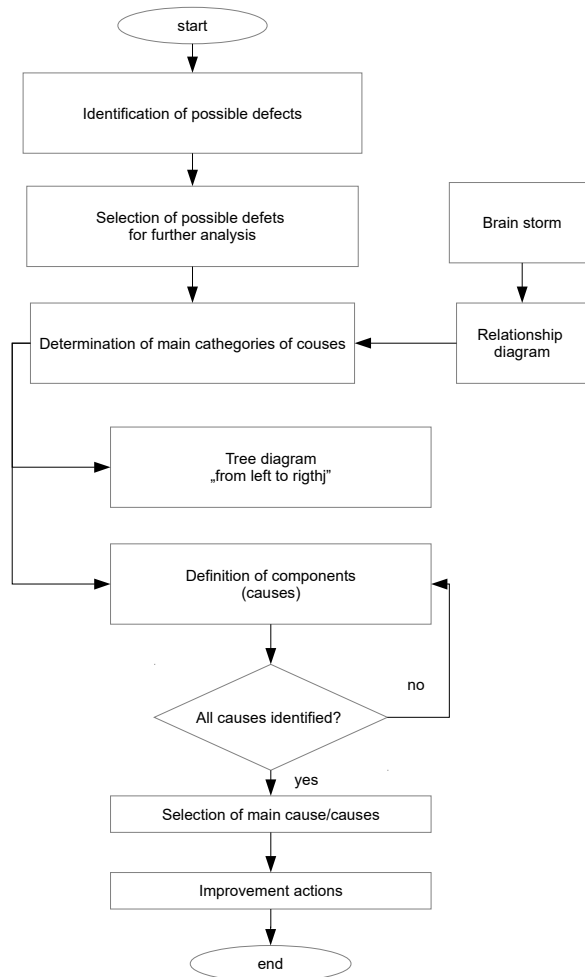 start
Identification of possible defects
Selection of possible defets
for further analysis
Brain storm
Determination of main cathegories of couses
Relationship
diagram
Tree diagram
„from left to rigthj”
Definition of components
(causes)
no
All causes identified?
yes
Selection of main cause/causes
Improvement actions
end